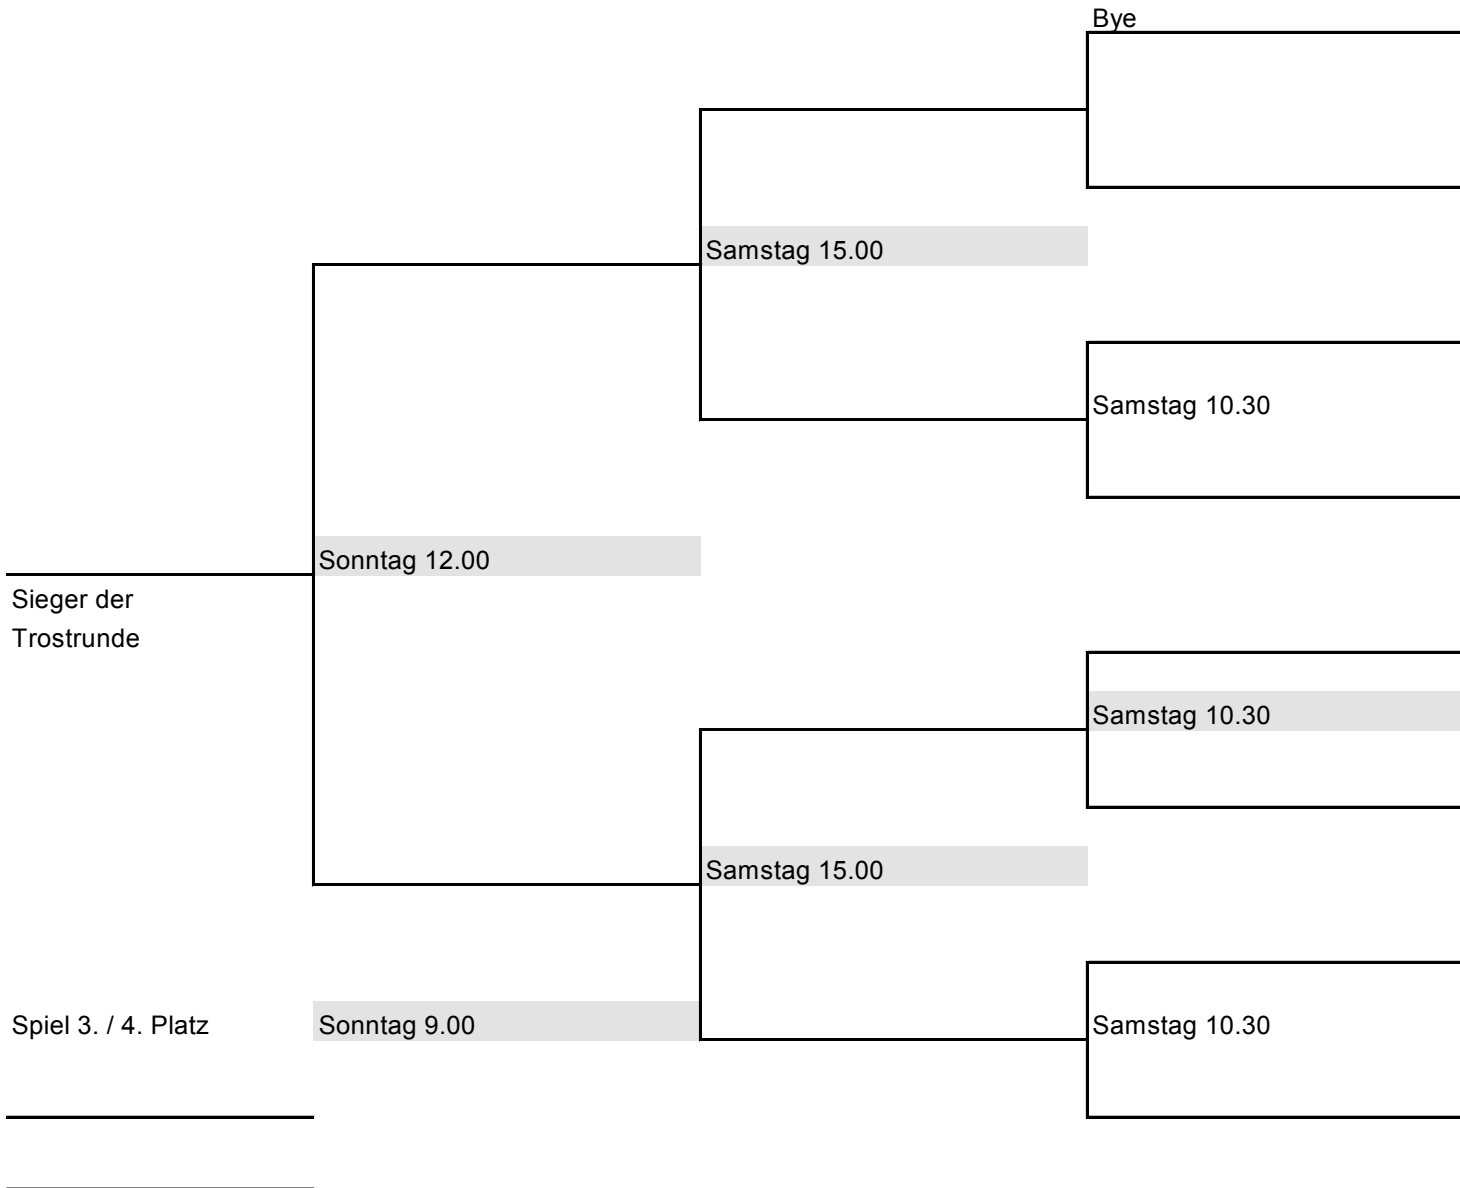 Bye
Samstag 15.00
Samstag 10.30
Sonntag 12.00
Sieger der
Trostrunde
Samstag 10.30
Samstag 15.00
Spiel 3. / 4. Platz
Sonntag 9.00
Samstag 10.30